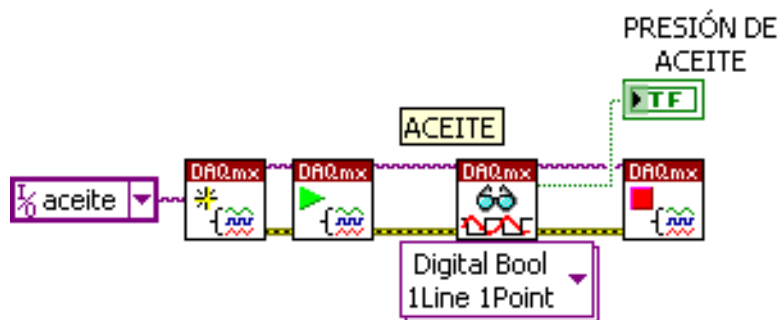 PRESIÓN DE
ACEITE
TF
ACEITE
I/O aceite
DAQmx
DAQmx
DAQmx
DAQmx
Digital Bool
1Line 1Point